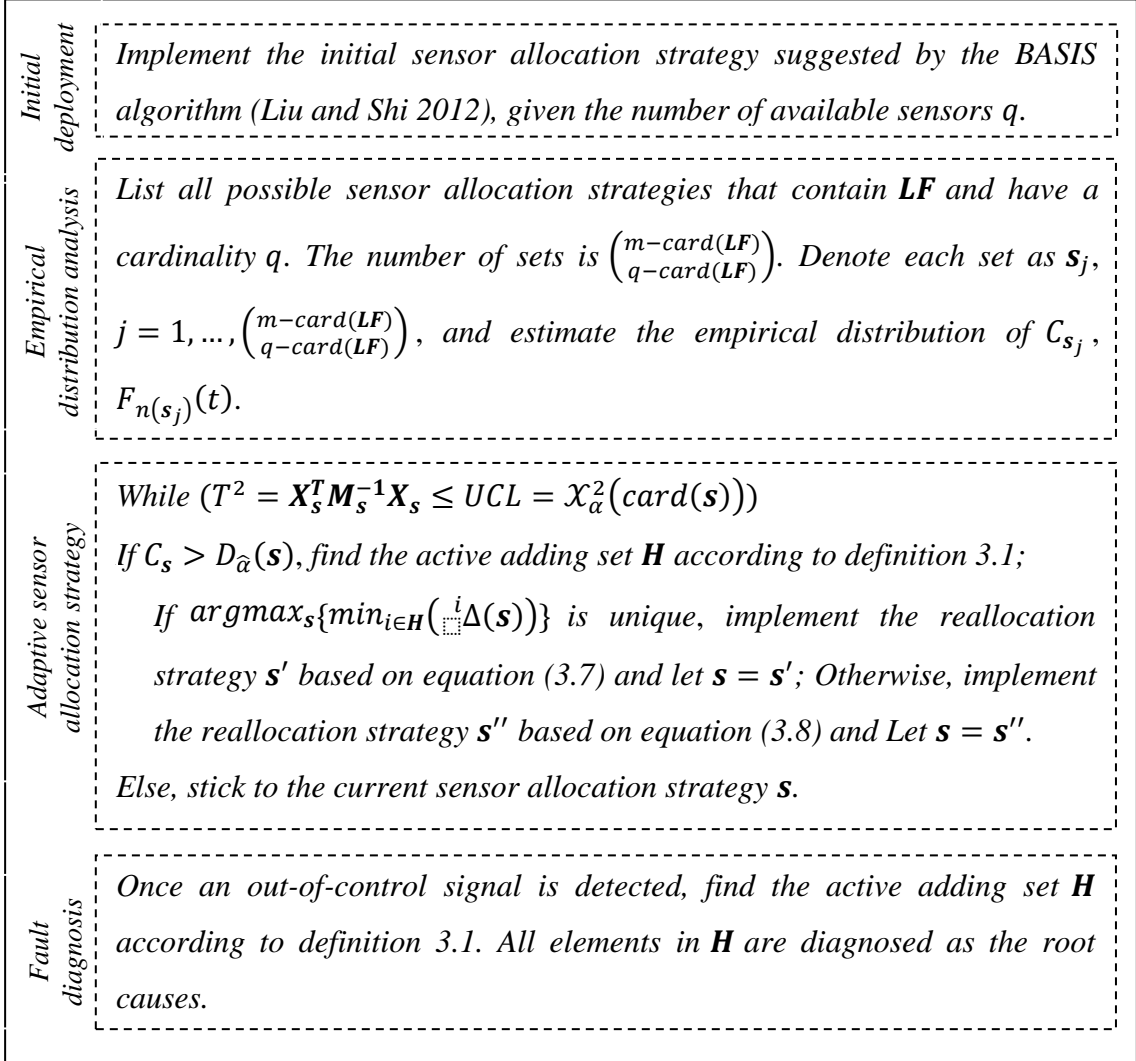 Initial
deployment
Implement the initial sensor allocation strategy suggested by the BASIS
algorithm (Liu and Shi 2012), given the number of available sensors q.
Empirical
distribution analysis
List all possible sensor allocation strategies that contain LF and have a
cardinality q. The number of sets is (m−card(LF) q−card(LF)). Denote each set as s_j,
j = 1, …, (m−card(LF) q−card(LF)), and estimate the empirical distribution of C_{s_j},
F_{n(s_j)}(t).
Adaptive sensor
allocation strategy
While (T² = X_s^T M_s^{−1} X_s ≤ UCL = 𝒳_α²(card(s)))
If C_s > D_α̂(s), find the active adding set H according to definition 3.1;
If argmax_s{min_{i∈H}(^iΔ(s))} is unique, implement the reallocation
strategy s′ based on equation (3.7) and let s = s′; Otherwise, implement
the reallocation strategy s′′ based on equation (3.8) and Let s = s′′.
Else, stick to the current sensor allocation strategy s.
Fault
diagnosis
Once an out-of-control signal is detected, find the active adding set H
according to definition 3.1. All elements in H are diagnosed as the root
causes.